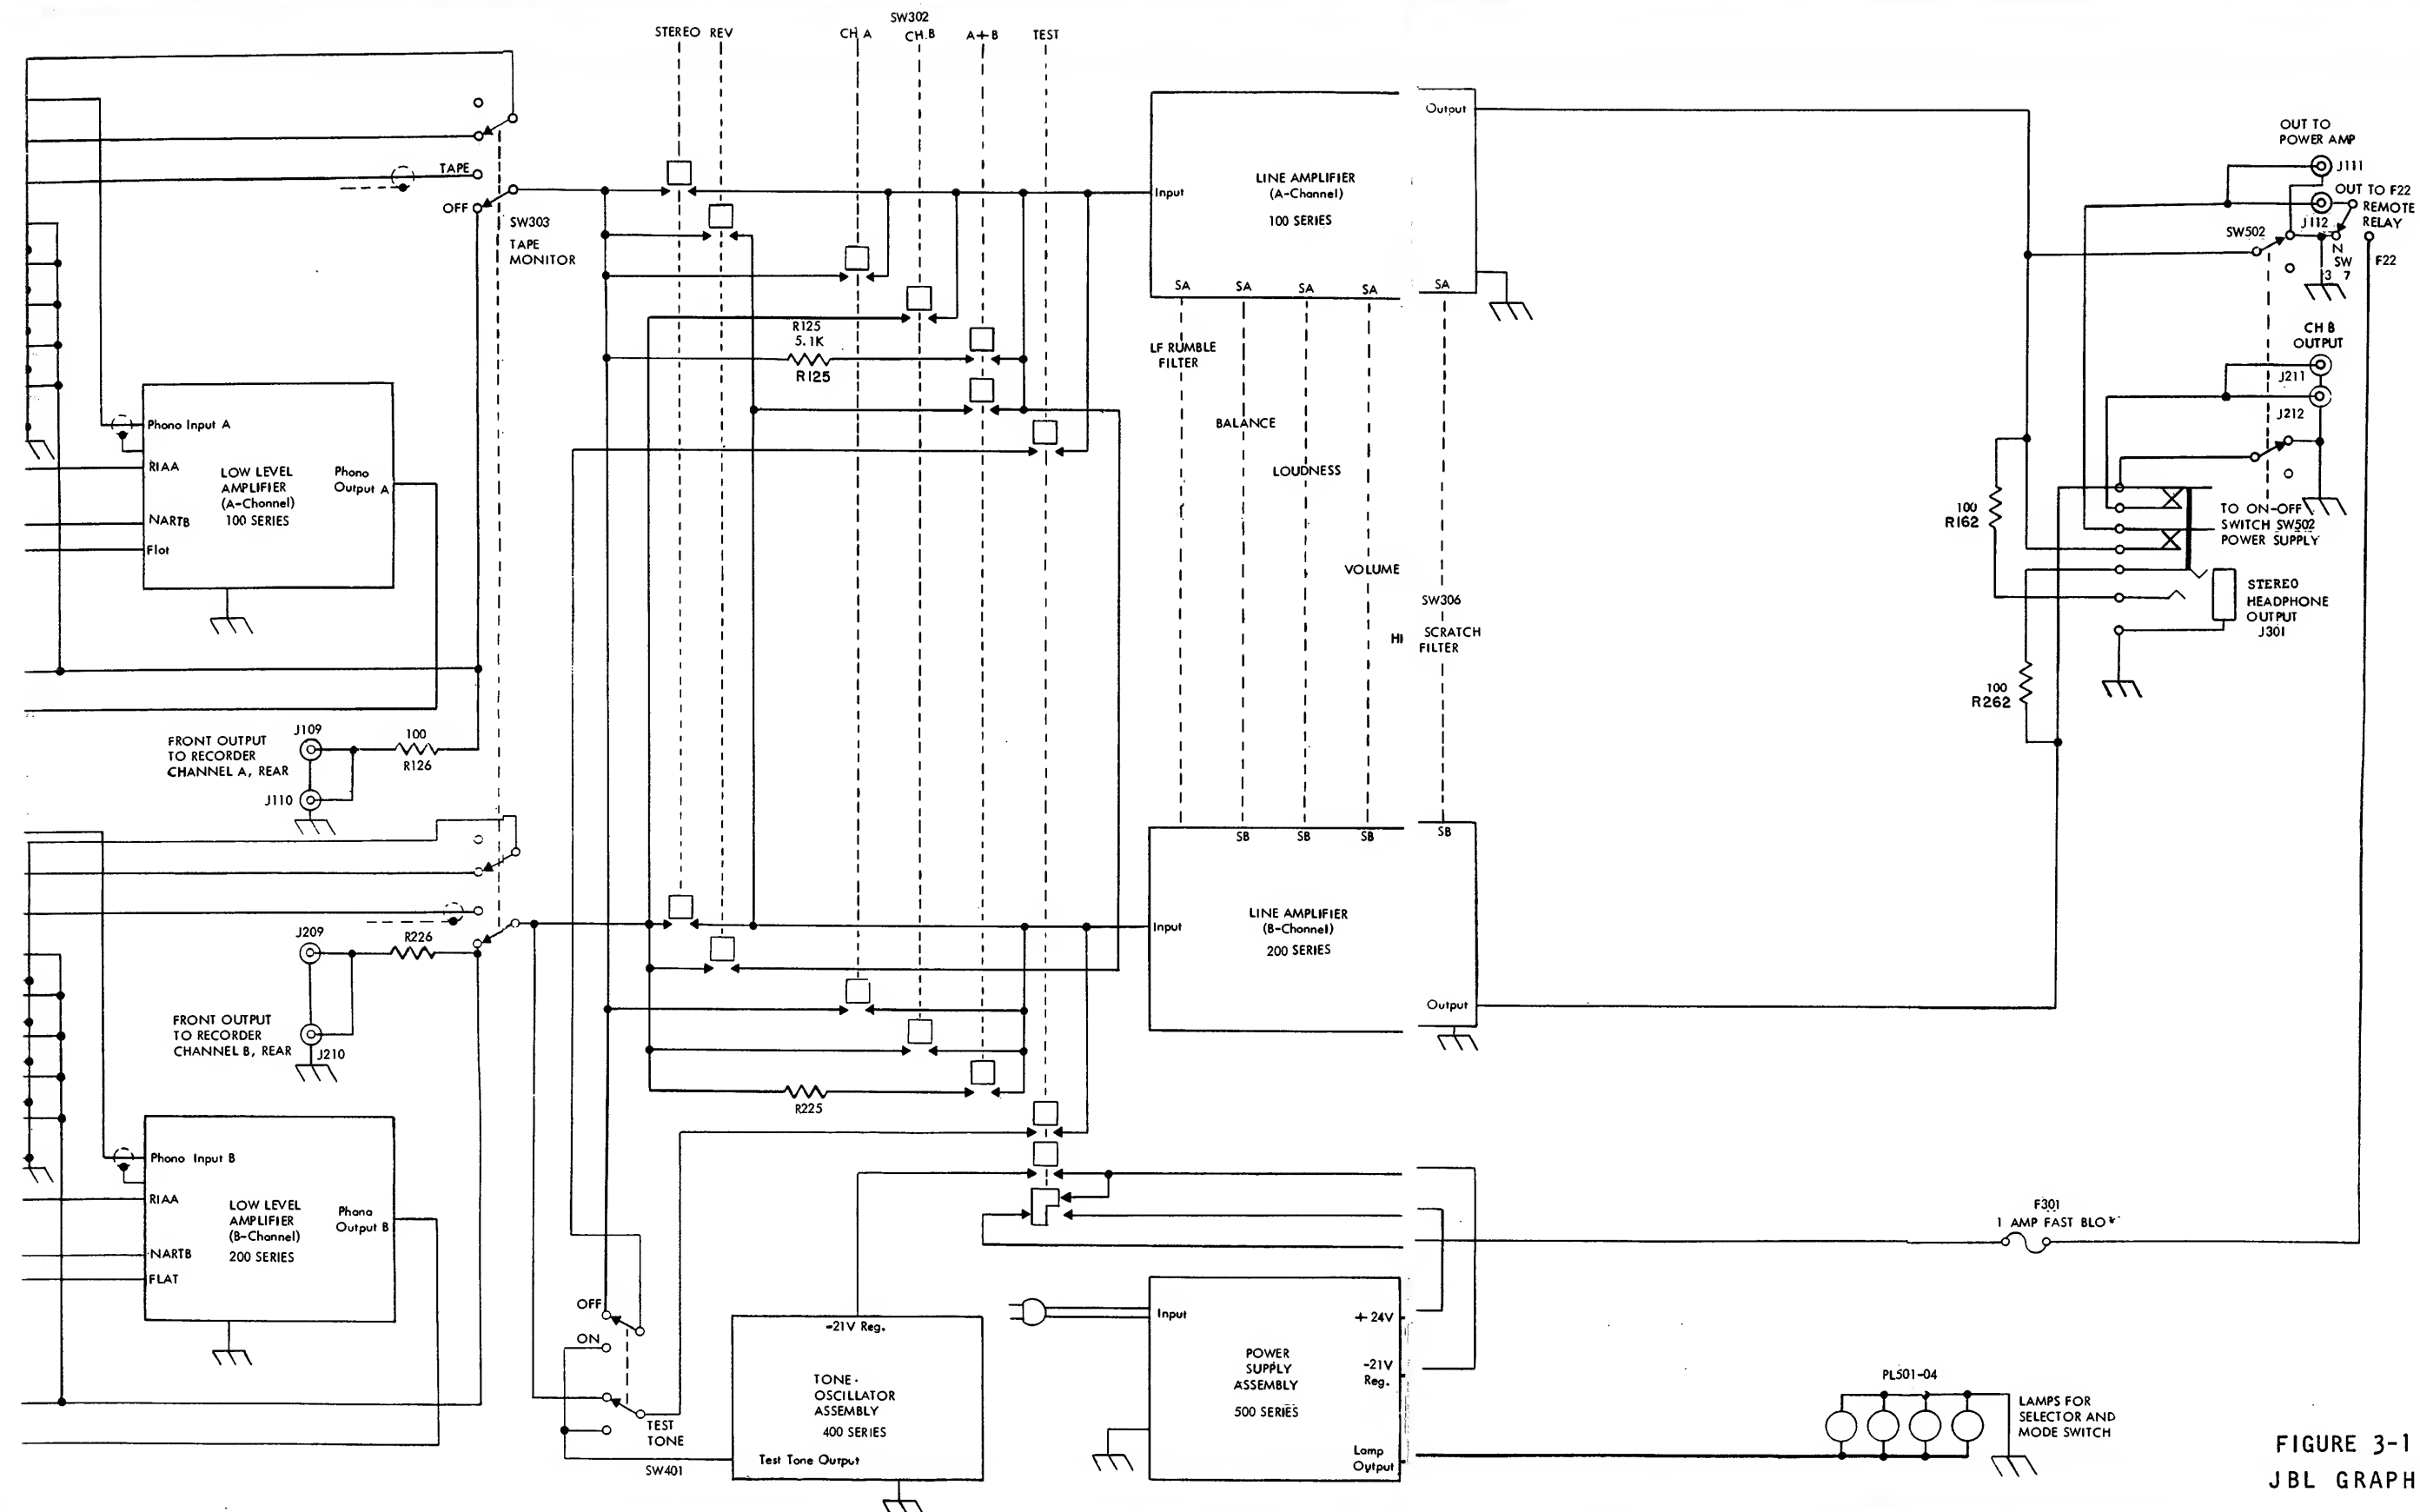 SW302
STEREO REV
CH A
CH.B
A+B
TEST
TAPE
OFF
SW303
TAPE
MONITOR
Phono Input A
RIAA
NARTB
Flot
LOW LEVEL
AMPLIFIER
(A-Channel)
100 SERIES
Phono
Output A
R125
5.1K
R125
Input
LINE AMPLIFIER
(A-Channel)
100 SERIES
Output
SA
SA
SA
SA
SA
LF RUMBLE
FILTER
BALANCE
LOUDNESS
VOLUME
SW306
HI SCRATCH
FILTER
OUT TO
POWER AMP
J111
OUT TO F22
REMOTE
RELAY
J112
SW502
N
SW
3 7
F22
CH B
OUTPUT
J211
J212
TO ON-OFF
SWITCH SW502
POWER SUPPLY
100
R162
STEREO
HEADPHONE
OUTPUT
J301
100
R262
J109
FRONT OUTPUT
TO RECORDER
CHANNEL A, REAR
100
R126
J110
J209
R226
FRONT OUTPUT
TO RECORDER
CHANNEL B, REAR
J210
Phono Input B
RIAA
NARTB
FLAT
LOW LEVEL
AMPLIFIER
(B-Channel)
200 SERIES
Phono
Output B
SB
SB
SB
SB
Input
LINE AMPLIFIER
(B-Channel)
200 SERIES
Output
R225
OFF
ON
TEST
TONE
SW401
-21V Reg.
TONE-
OSCILLATOR
ASSEMBLY
400 SERIES
Test Tone Output
Input
POWER
SUPPLY
ASSEMBLY
500 SERIES
+24V
-21V
Reg.
Lamp
Output
F301
1 AMP FAST BLO
PL501-04
LAMPS FOR
SELECTOR AND
MODE SWITCH
FIGURE 3-1
JBL GRAPH